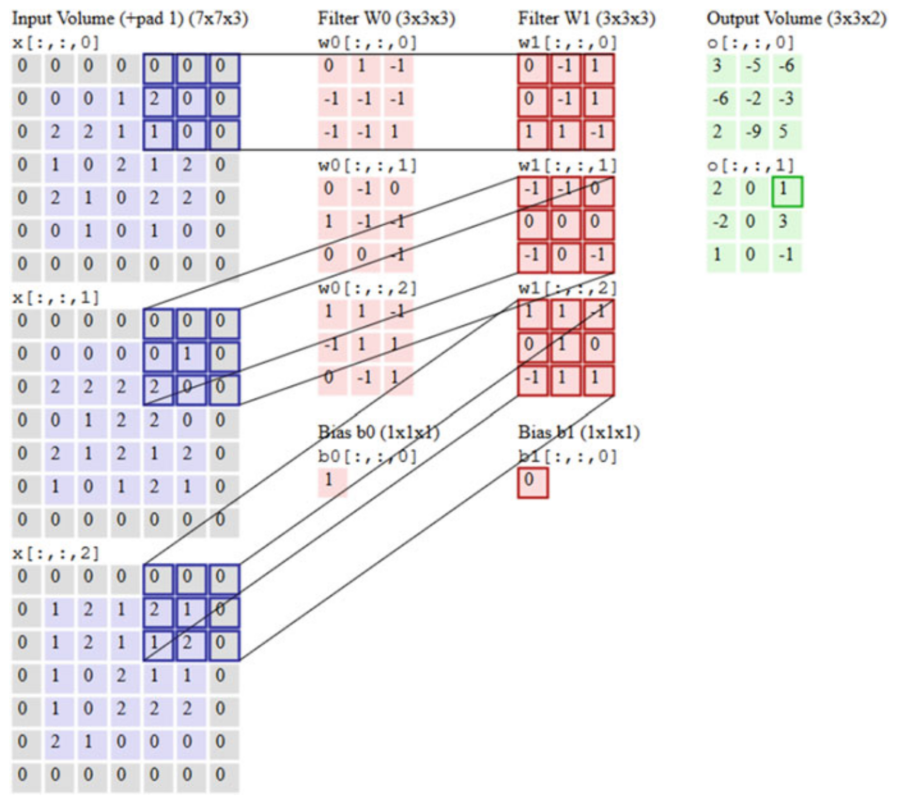 Input Volume (+pad 1) (7x7x3)
x[:,:,0]
0 0 0 0 0 0 0
0 0 0 1 2 0 0
0 2 2 1 1 0 0
0 1 0 2 1 2 0
0 2 1 0 2 2 0
0 0 1 0 1 0 0
0 0 0 0 0 0 0
x[:,:,1]
0 0 0 0 0 0 0
0 0 0 0 0 1 0
0 2 2 2 2 0 0
0 0 1 2 2 0 0
0 2 1 2 1 2 0
0 1 0 1 2 1 0
0 0 0 0 0 0 0
x[:,:,2]
0 0 0 0 0 0 0
0 1 2 1 2 1 0
0 1 2 1 1 2 0
0 1 0 2 1 1 0
0 1 0 2 2 2 0
0 2 1 0 0 0 0
0 0 0 0 0 0 0
Filter W0 (3x3x3)
w0[:,:,0]
0 1 -1
-1 -1 -1
-1 -1 1
w0[:,:,1]
0 -1 0
1 -1 -1
0 0 -1
w0[:,:,2]
1 1 -1
-1 1 1
0 -1 1
Bias b0 (1x1x1)
b0[:,:,0]
1
Filter W1 (3x3x3)
w1[:,:,0]
0 -1 1
0 -1 1
1 1 -1
w1[:,:,1]
-1 -1 0
0 0 0
-1 0 -1
w1[:,:,2]
1 1 -1
0 1 0
-1 1 1
Bias b1 (1x1x1)
b1[:,:,0]
0
Output Volume (3x3x2)
o[:,:,0]
3 -5 -6
-6 -2 -3
2 -9 5
o[:,:,1]
2 0 1
-2 0 3
1 0 -1